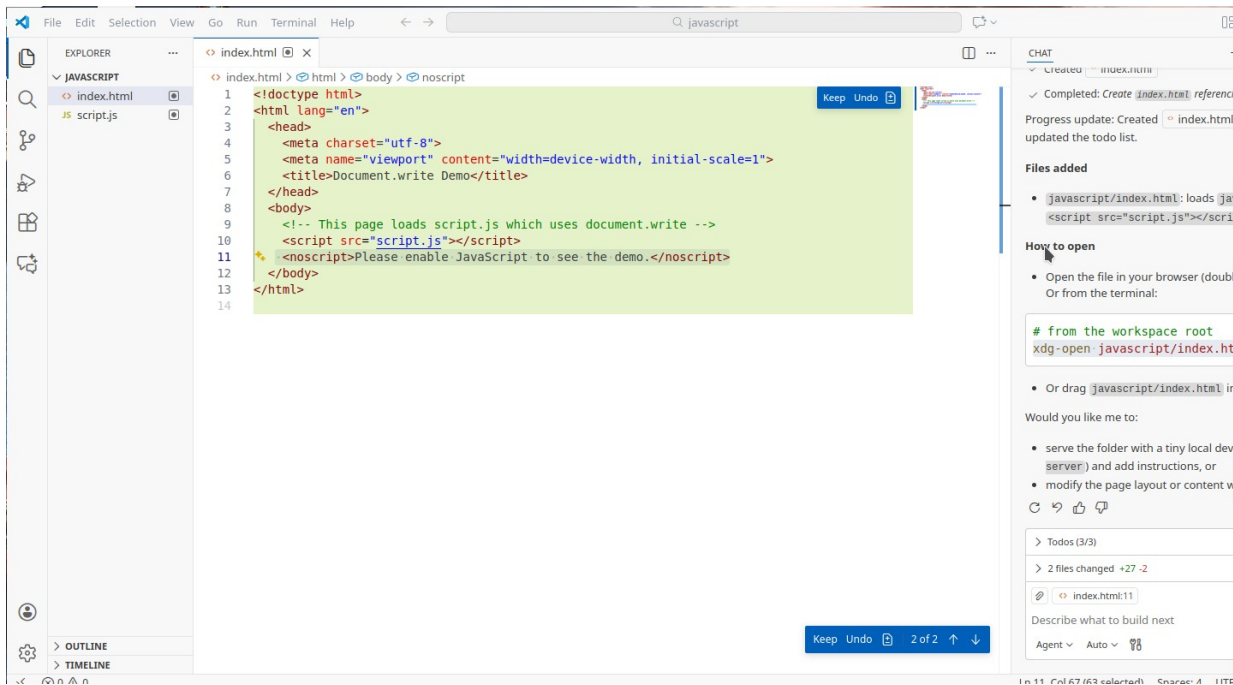 File Edit Selection View Go Run Terminal Help
javascript
EXPLORER
JAVASCRIPT
index.html
JS script.js
OUTLINE
TIMELINE
index.html
index.html > html > body > noscript
1 <!doctype html>
2 <html lang="en">
3 <head>
4 <meta charset="utf-8">
5 <meta name="viewport" content="width=device-width, initial-scale=1">
6 <title>Document.write Demo</title>
7 </head>
8 <body>
9 <!-- This page loads script.js which uses document.write -->
10 <script src="script.js"></script>
11 <noscript>Please enable JavaScript to see the demo.</noscript>
12 </body>
13 </html>
14
Keep Undo
Keep Undo 2 of 2
CHAT
Created index.html
Completed: Create index.html
Progress update: Created index.html
updated the todo list.
Files added
javascript/index.html: loads
<script src="script.js">
How to open
Open the file in your browser
Or from the terminal:
# from the workspace root
xdg-open javascript/index.ht
Or drag javascript/index.html
Would you like me to:
serve the folder with a tiny local dev
server) and add instructions, or
modify the page layout or content
Todos (3/3)
2 files changed +27 -2
index.html:11
Describe what to build next
Agent Auto
0 0
Ln 11, Col 67 (63 selected) Spaces: 4 UTF